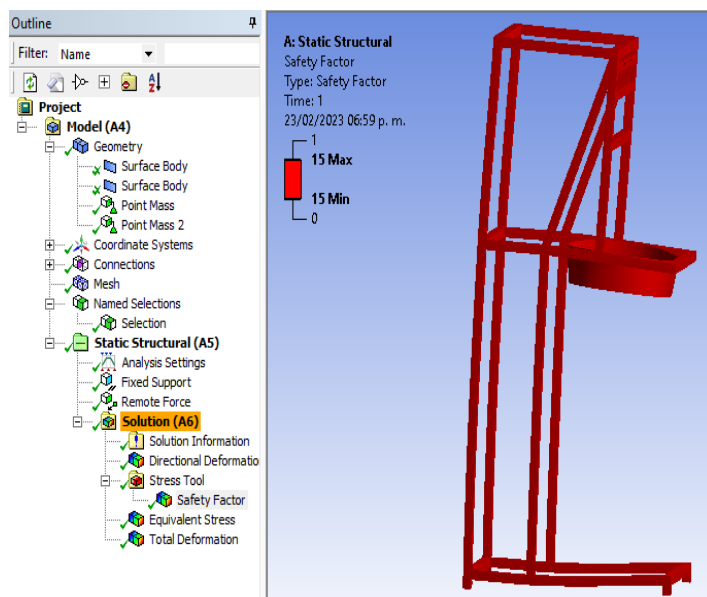 Outline
Filter: Name
Project
Model (A4)
Geometry
Surface Body
Surface Body
Point Mass
Point Mass 2
Coordinate Systems
Connections
Mesh
Named Selections
Selection
Static Structural (A5)
Analysis Settings
Fixed Support
Remote Force
Solution (A6)
Solution Information
Directional Deformatio
Stress Tool
Safety Factor
Equivalent Stress
Total Deformation
A: Static Structural
Safety Factor
Type: Safety Factor
Time: 1
23/02/2023 06:59 p. m.
1
15 Max
15 Min
0